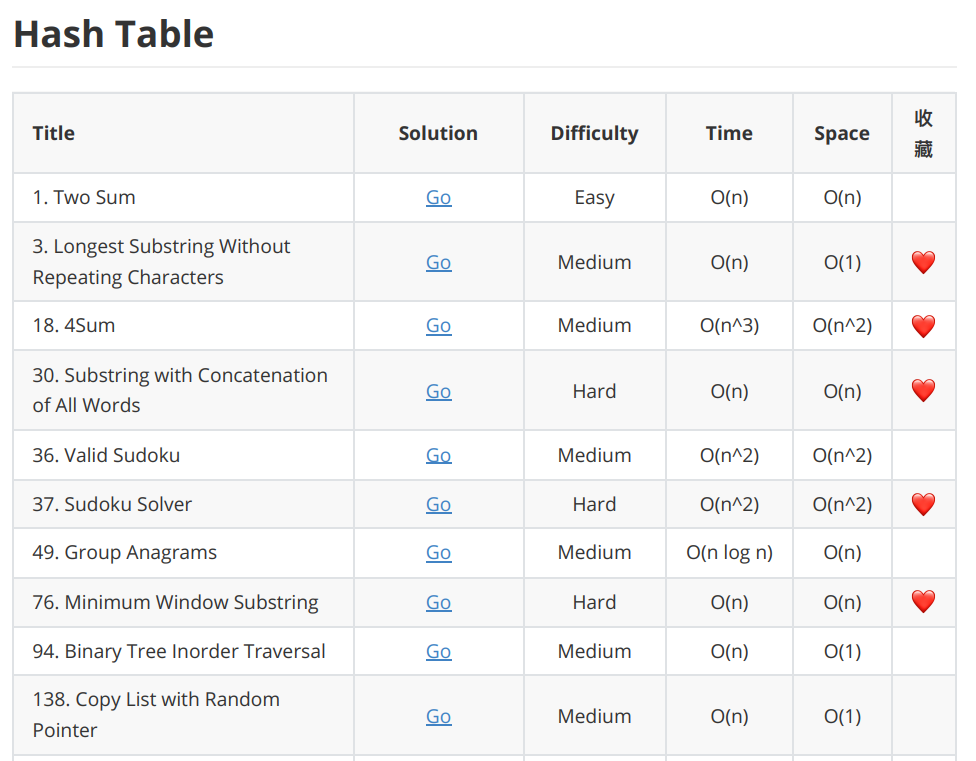 Hash Table
Title Solution Difficulty Time Space 收
藏
1. Two Sum Go Easy O(n) O(n)
3. Longest Substring Without
Repeating Characters Go Medium O(n) O(1) ❤️
18. 4Sum Go Medium O(n^3) O(n^2) ❤️
30. Substring with Concatenation
of All Words Go Hard O(n) O(n) ❤️
36. Valid Sudoku Go Medium O(n^2) O(n^2)
37. Sudoku Solver Go Hard O(n^2) O(n^2) ❤️
49. Group Anagrams Go Medium O(n log n) O(n)
76. Minimum Window Substring Go Hard O(n) O(n) ❤️
94. Binary Tree Inorder Traversal Go Medium O(n) O(1)
138. Copy List with Random
Pointer Go Medium O(n) O(1)